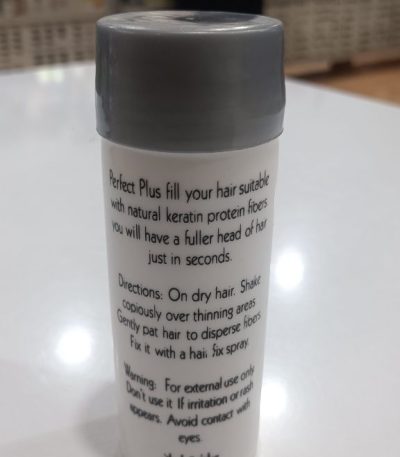 Perfect Plus fill your hair suitable
with natural keratin protein fibers
you will have a fuller head of hair
just in seconds.
Directions: On dry hair. Shake
copiously over thinning areas
Gently pat hair to disperse fibers
Fix it with a hair fix spray.
Warning: For external use only
Don't use it If irritation or rash
appears. Avoid contact with
eyes.